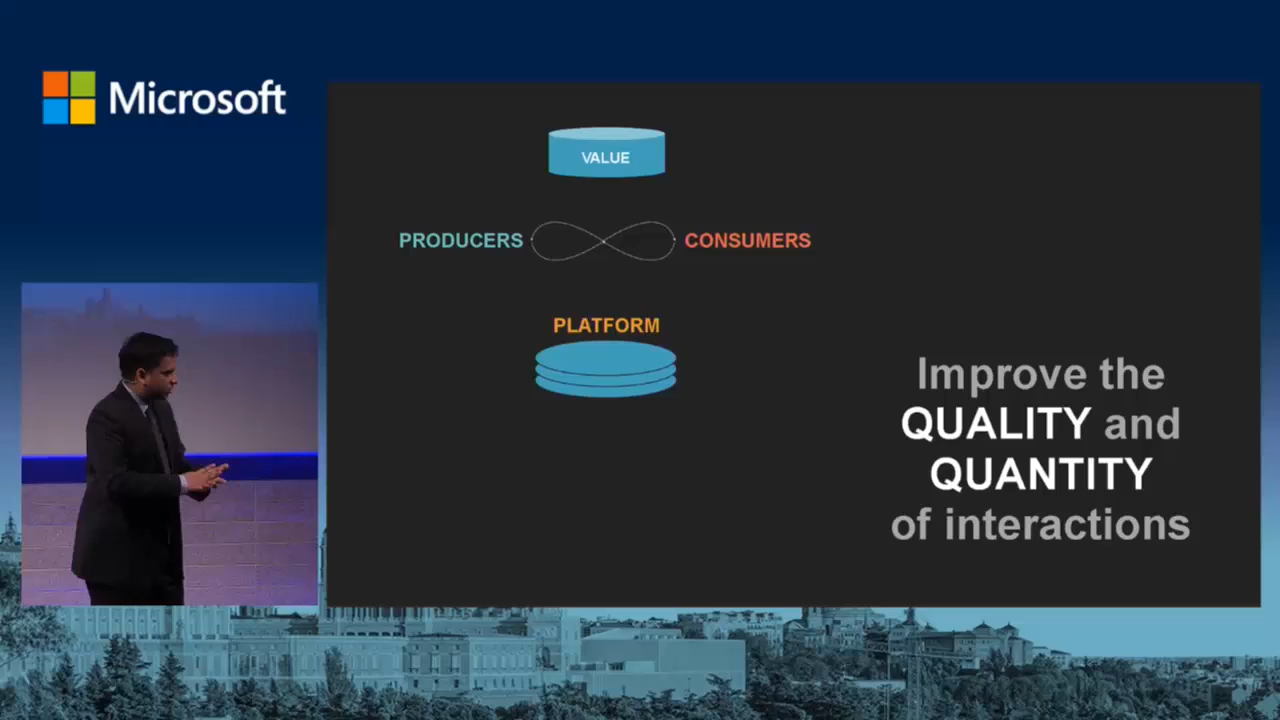 Microsoft
VALUE
PRODUCERS
CONSUMERS
PLATFORM
Improve the
QUALITY and
QUANTITY
of interactions